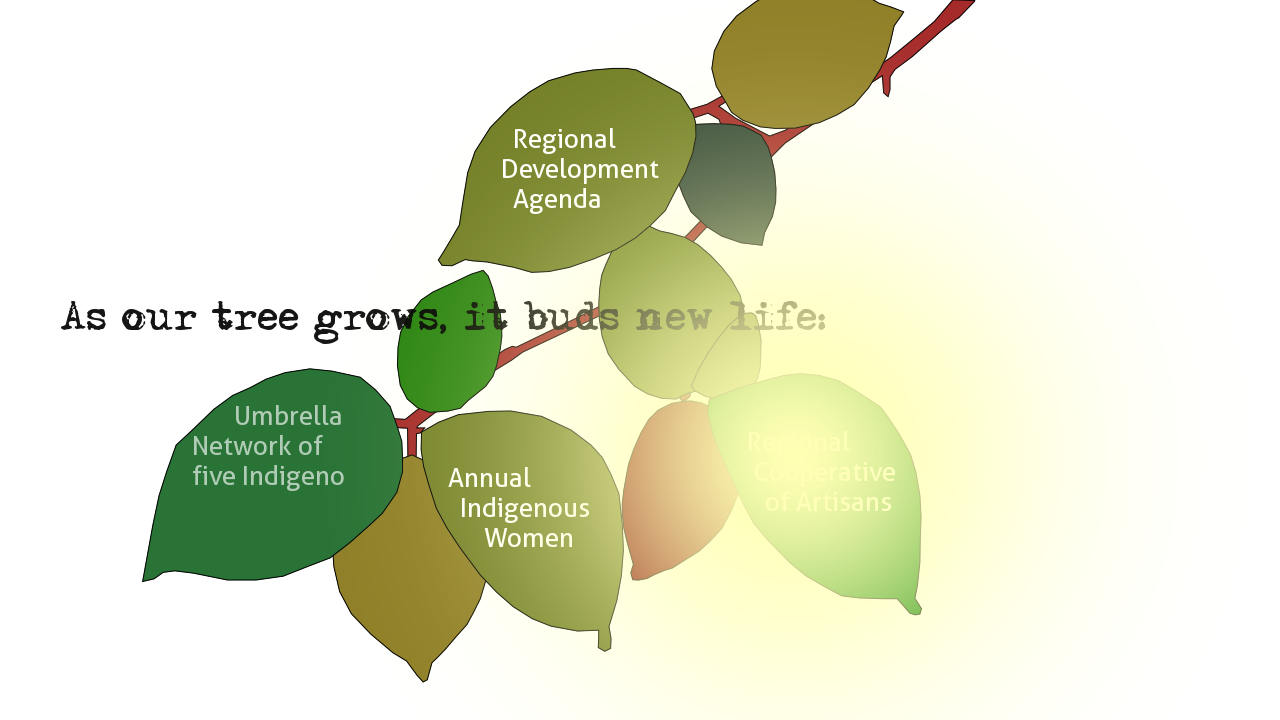 Regional
Development
Agenda
As our tree grows, it buds new life:
Umbrella
Network of
five Indigeno
Annual
Indigenous
Women
Regional
Cooperative
of Artisans